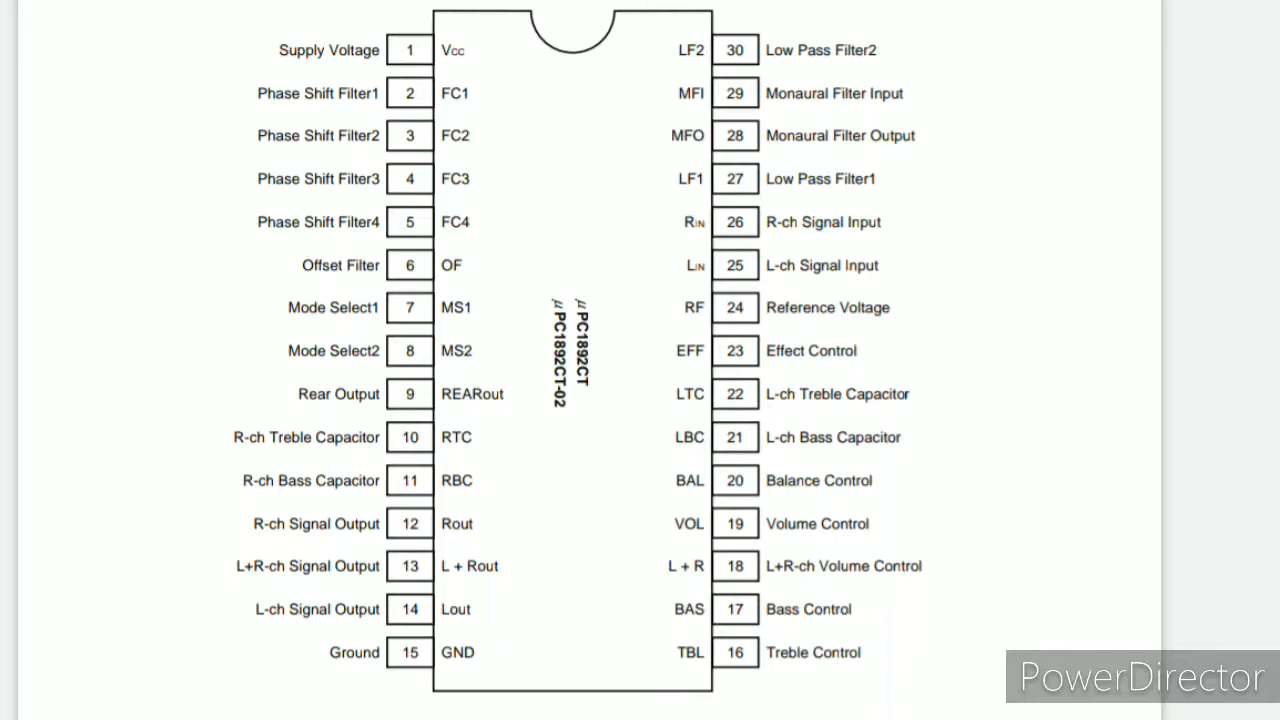 Supply Voltage 1 Vcc LF2 30 Low Pass Filter2
Phase Shift Filter1 2 FC1 MFI 29 Monaural Filter Input
Phase Shift Filter2 3 FC2 MFO 28 Monaural Filter Output
Phase Shift Filter3 4 FC3 LF1 27 Low Pass Filter1
Phase Shift Filter4 5 FC4 RIN 26 R-ch Signal Input
Offset Filter 6 OF LIN 25 L-ch Signal Input
Mode Select1 7 MS1 RF 24 Reference Voltage
Mode Select2 8 MS2 EFF 23 Effect Control
Rear Output 9 REARout LTC 22 L-ch Treble Capacitor
R-ch Treble Capacitor 10 RTC LBC 21 L-ch Bass Capacitor
R-ch Bass Capacitor 11 RBC BAL 20 Balance Control
R-ch Signal Output 12 Rout VOL 19 Volume Control
L+R-ch Signal Output 13 L + Rout L + R 18 L+R-ch Volume Control
L-ch Signal Output 14 Lout BAS 17 Bass Control
Ground 15 GND TBL 16 Treble Control
μPC1892CT
μPC1892CT-02
PowerDirector